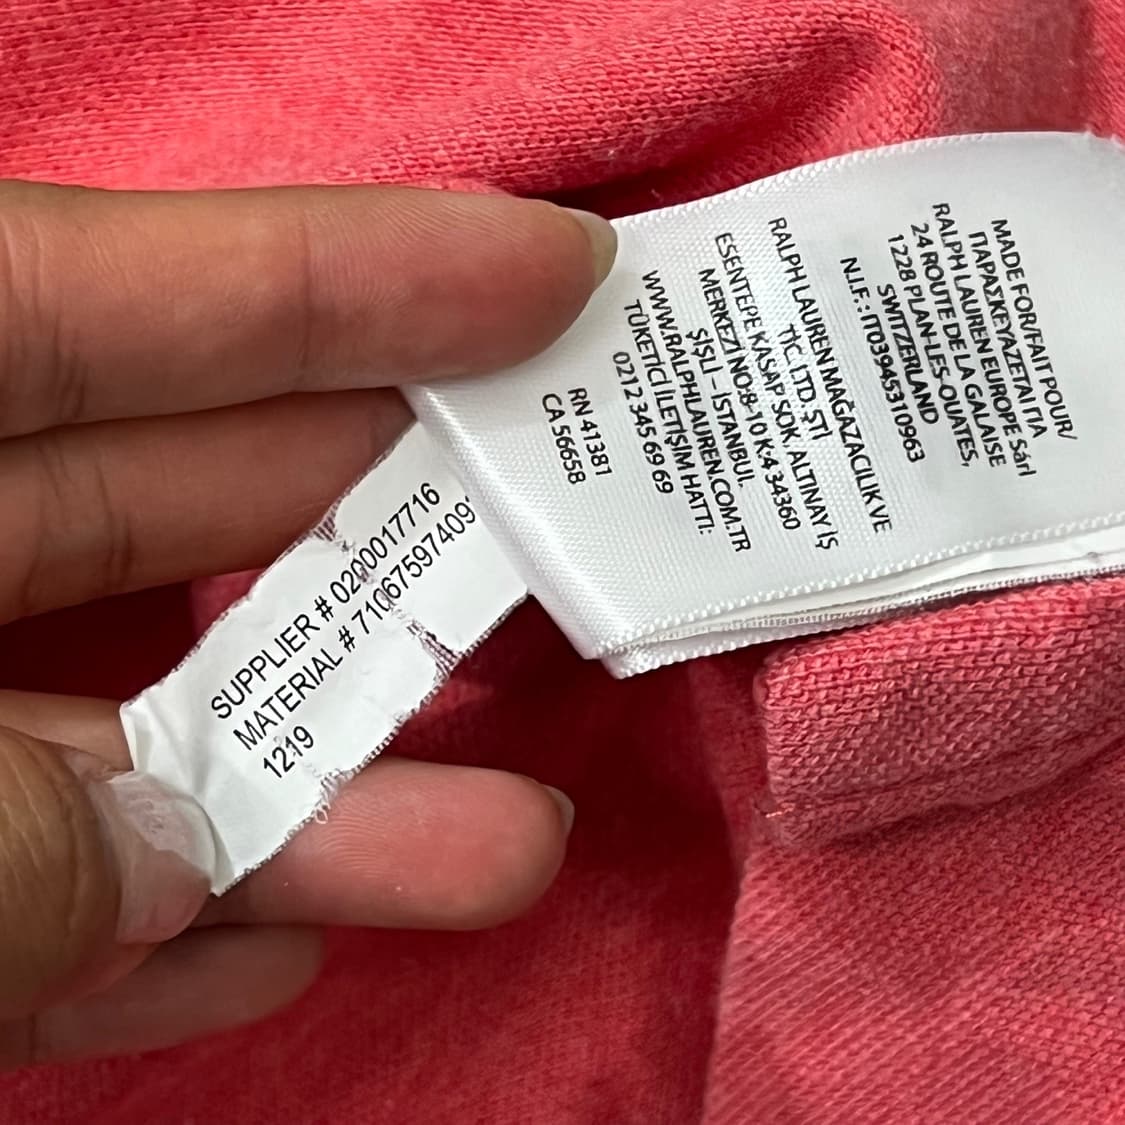 MADE FOR/FAIT POUR/
ΠΑΡΑΣΚΕΥΑΖΕΤΑΙ ΓΙΑ
RALPH LAUREN EUROPE Sárl
24 ROUTE DE LA GALAISE
1228 PLAN-LES-OUATES,
SWITZERLAND
N.I.F.: IT03945310963
RALPH LAUREN MAĞAZACILIK VE
TİC. LTD. ŞTİ
ESENTEPE KASAP SOK. ALTINAY İŞ
MERKEZİ NO:8-10 K:4 34360
ŞİŞLİ - İSTANBUL
WWW.RALPHLAUREN.COM.TR
TÜKETİCİ İLETİŞİM HATTI:
0212 345 69 69
RN 41381
CA 56658
SUPPLIER # 0200017716
MATERIAL # 71067597409
1219